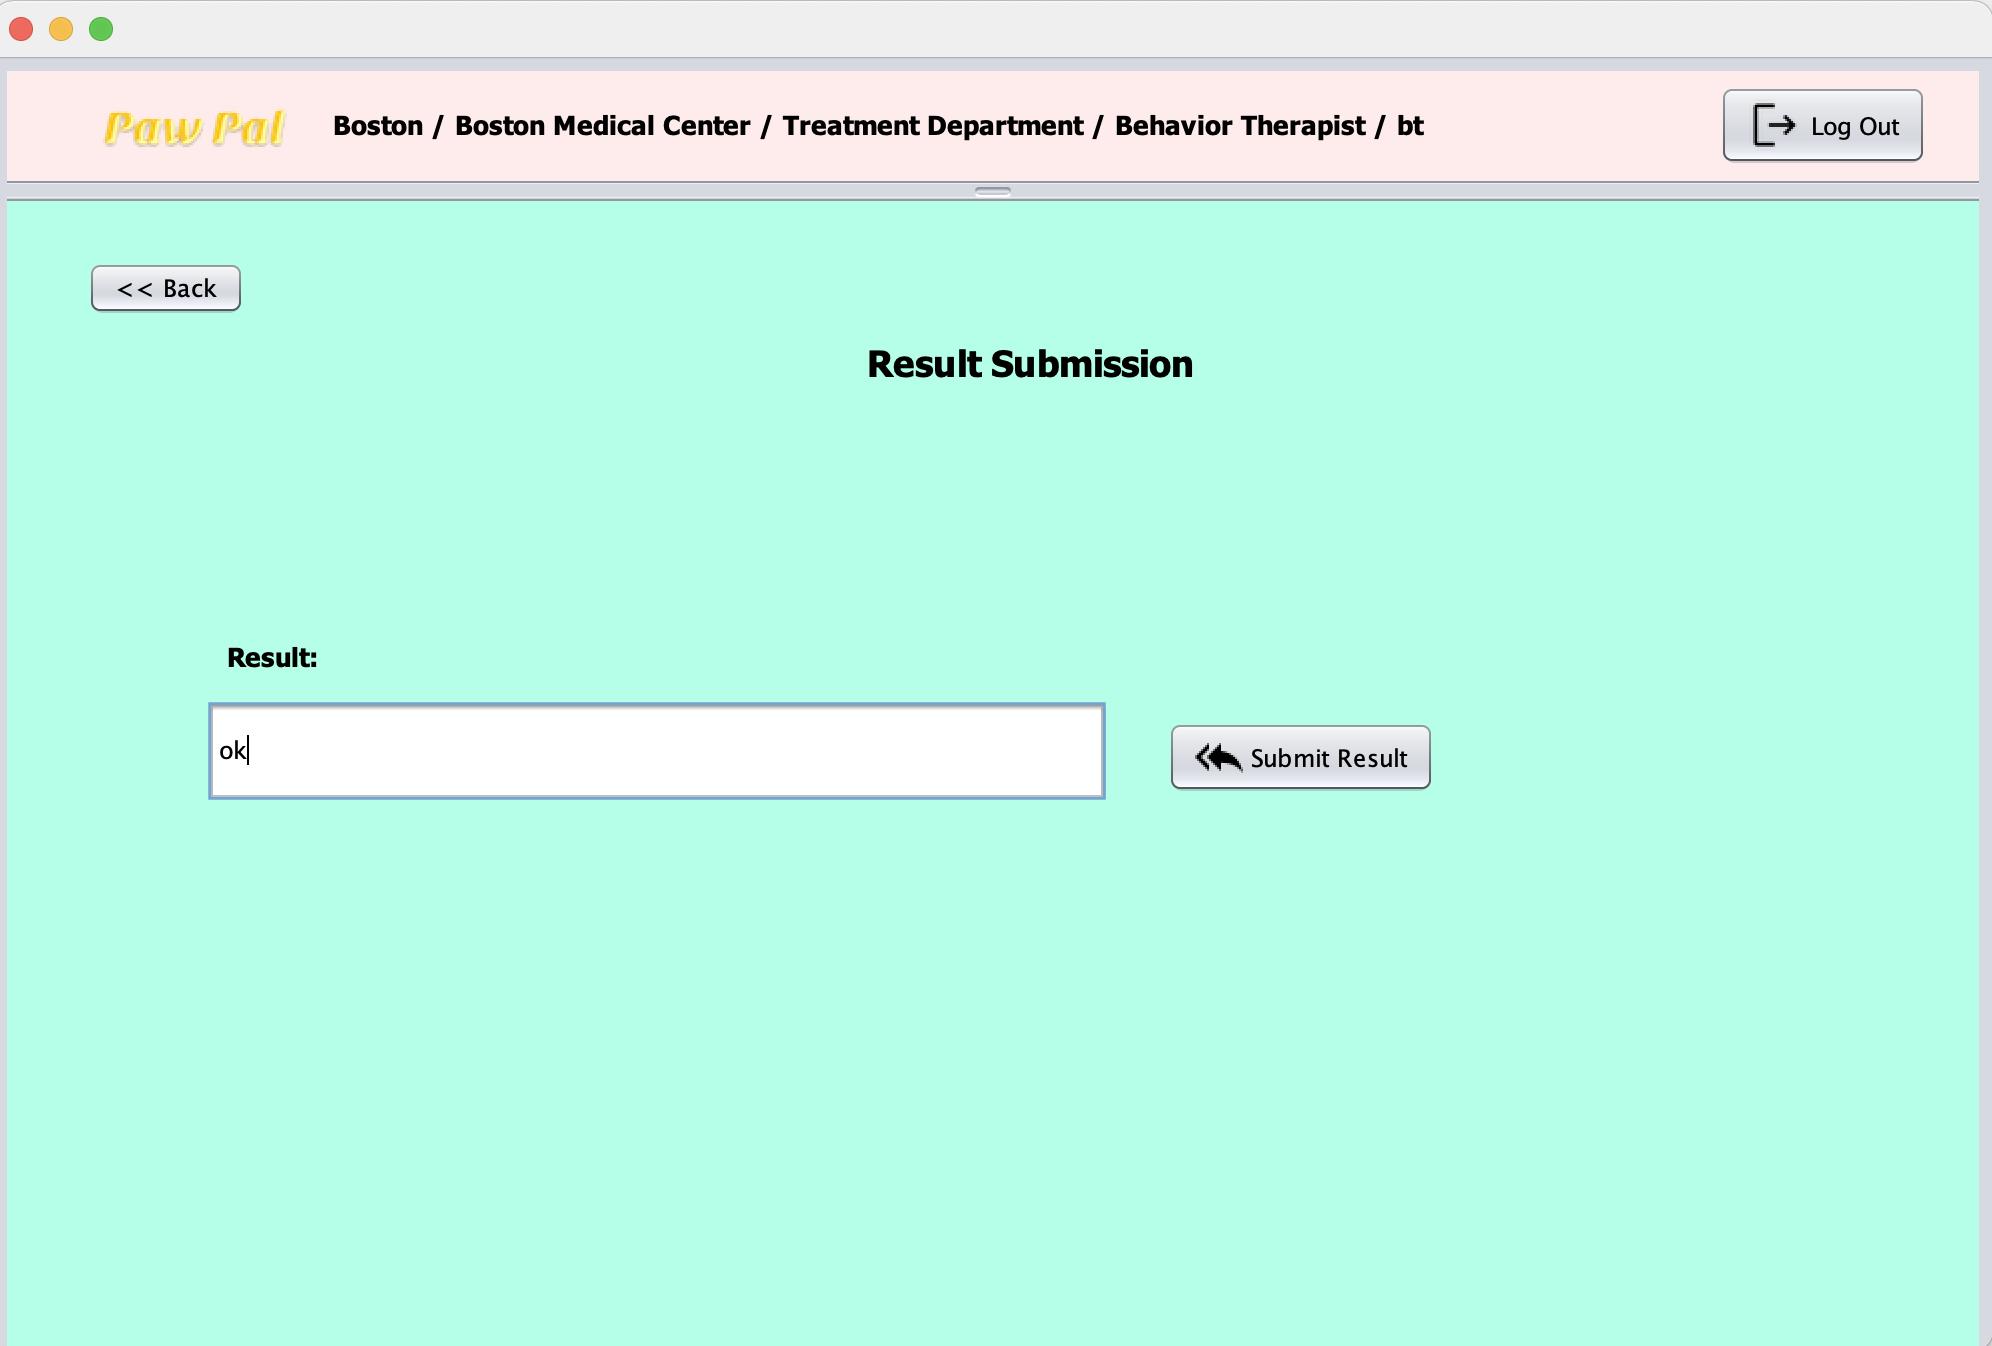 Paw Pal Boston / Boston Medical Center / Treatment Department / Behavior Therapist / bt Log Out
<< Back
Result Submission
Result:
ok Submit Result